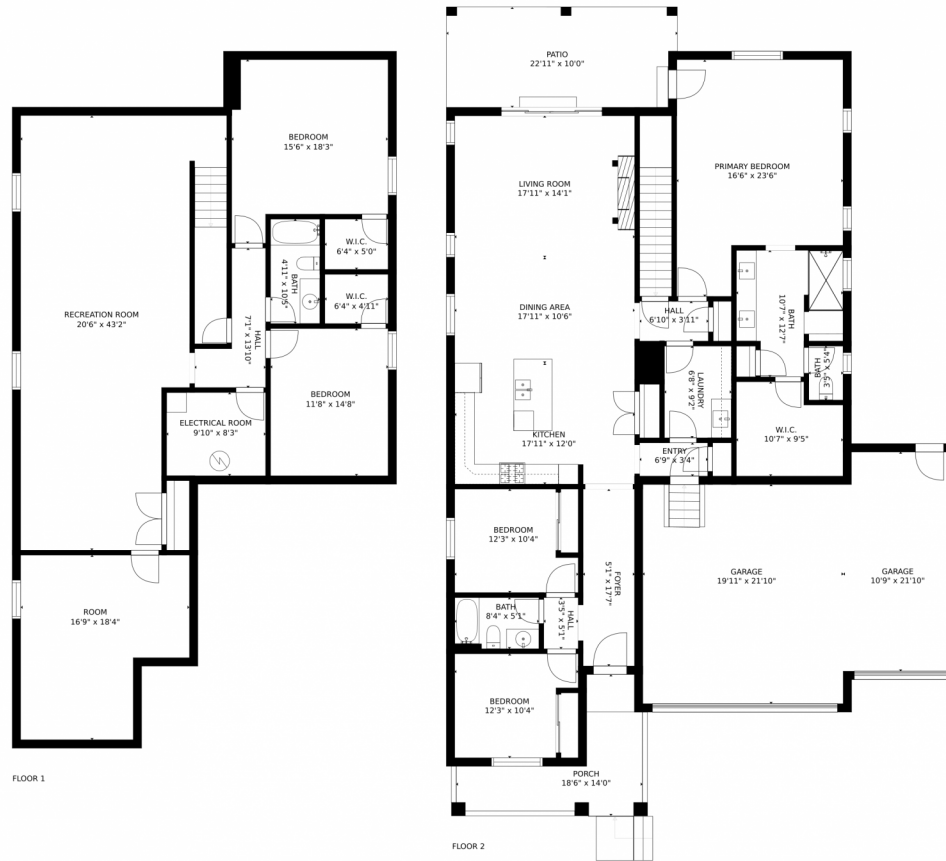 BEDROOM
15'6" x 18'3"
W.I.C.
6'4" x 5'0"
BATH
4'11" x 10'5"
W.I.C.
6'4" x 4'11"
RECREATION ROOM
20'6" x 43'2"
HALL
7'1" x 13'10"
BEDROOM
11'8" x 14'8"
ELECTRICAL ROOM
9'10" x 8'3"
ROOM
16'9" x 18'4"
FLOOR 1
PATIO
22'11" x 10'0"
PRIMARY BEDROOM
16'6" x 23'6"
LIVING ROOM
17'11" x 14'1"
DINING AREA
17'11" x 10'6"
HALL
6'10" x 3'11"
BATH
10'7" x 12'7"
BATH
3'5" x 5'4"
LAUNDRY
6'8" x 9'2"
KITCHEN
17'11" x 12'0"
W.I.C.
10'7" x 9'5"
ENTRY
6'9" x 3'4"
BEDROOM
12'3" x 10'4"
FOYER
5'1" x 17'7"
GARAGE
19'11" x 21'10"
GARAGE
10'9" x 21'10"
BATH
8'4" x 5'1"
HALL
3'5" x 5'1"
BEDROOM
12'3" x 10'4"
PORCH
18'6" x 14'0"
FLOOR 2